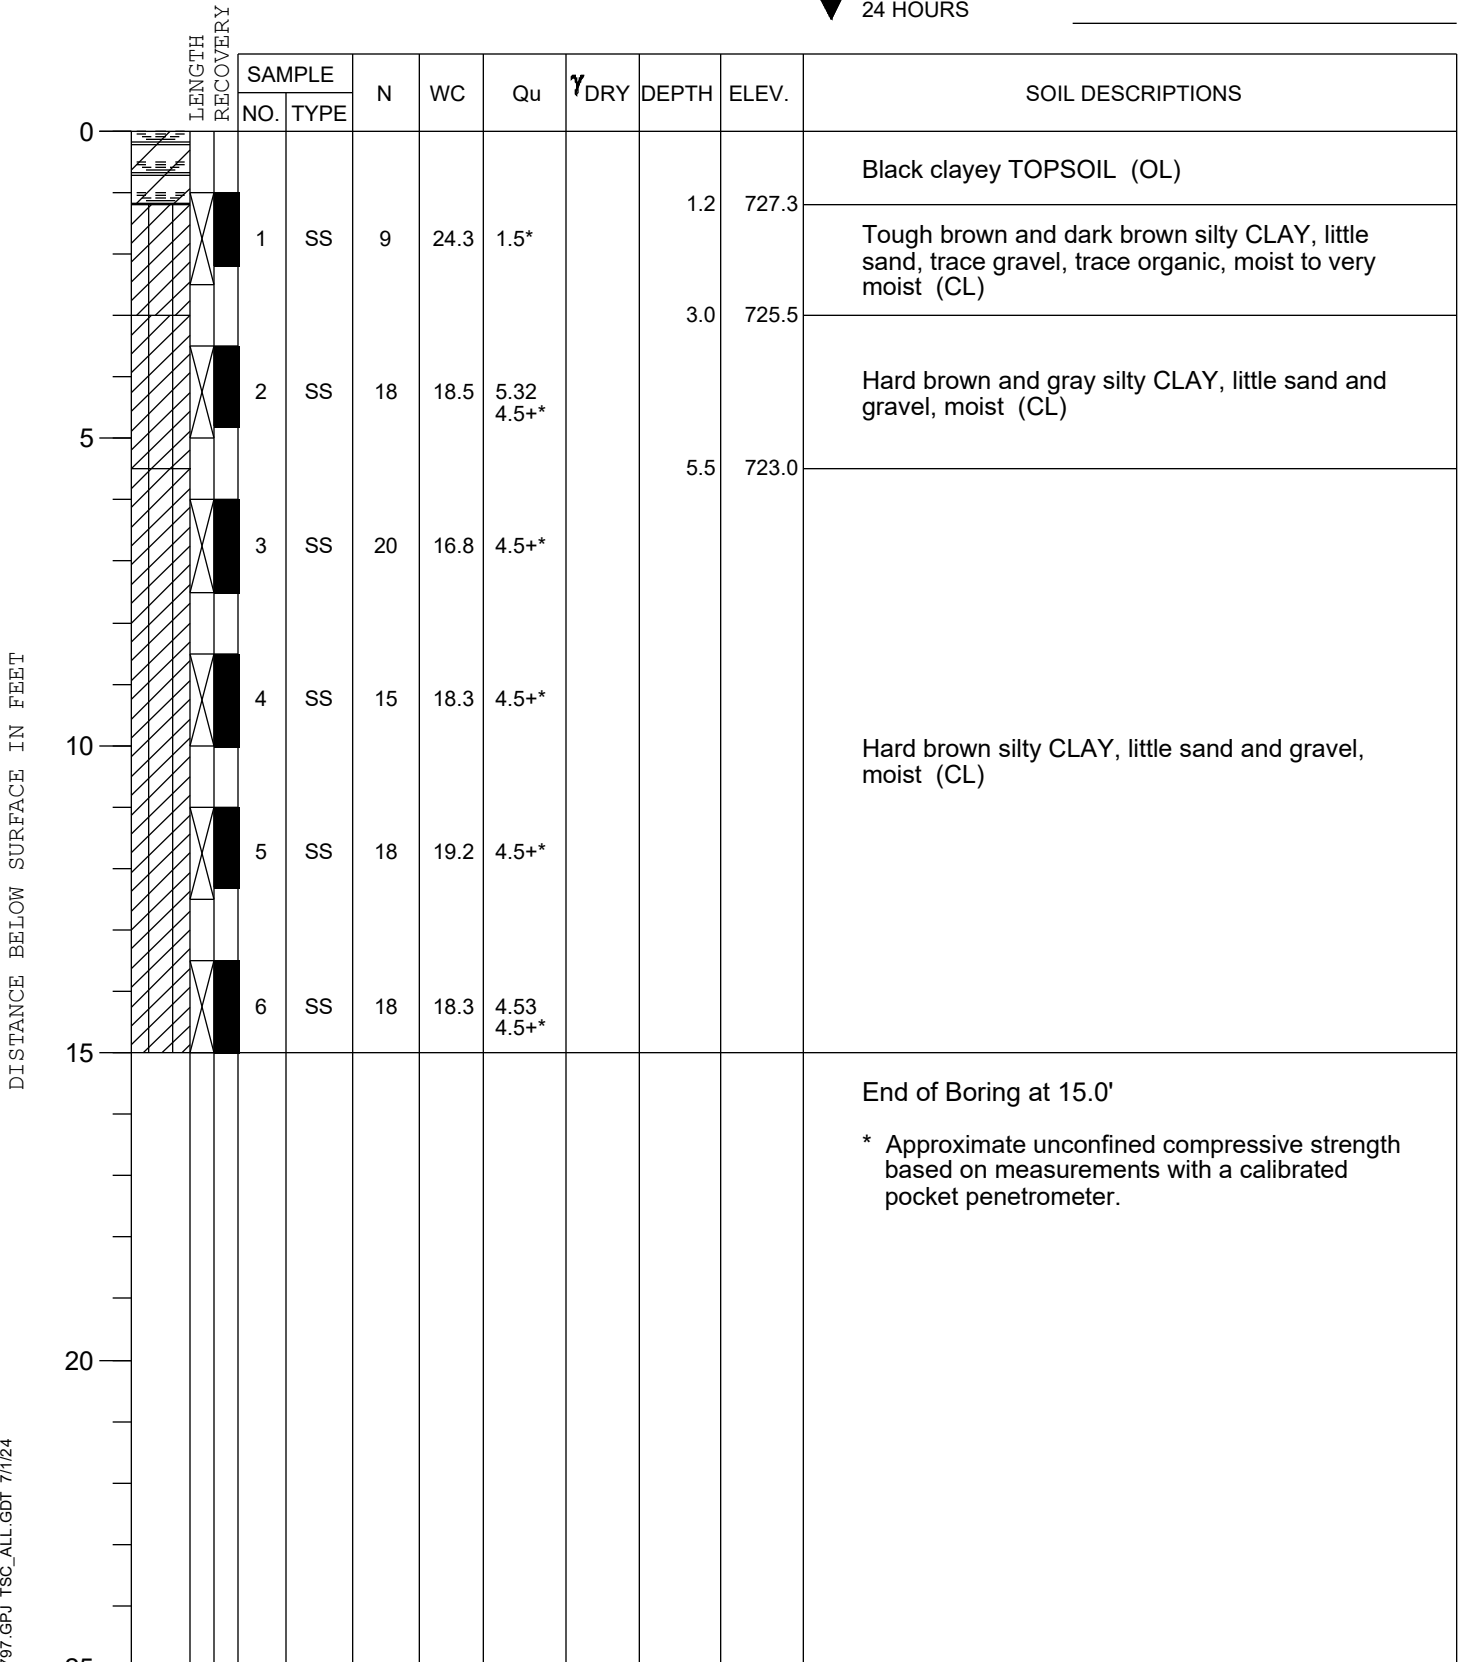 24 HOURS
LENGTH
RECOVERY
SAMPLE
NO. TYPE N WC Qu γDRY DEPTH ELEV. SOIL DESCRIPTIONS
0
Black clayey TOPSOIL (OL)
1.2 727.3
1 SS 9 24.3 1.5*
Tough brown and dark brown silty CLAY, little
sand, trace gravel, trace organic, moist to very
moist (CL)
3.0 725.5
2 SS 18 18.5 5.32
4.5+*
Hard brown and gray silty CLAY, little sand and
gravel, moist (CL)
5
5.5 723.0
3 SS 20 16.8 4.5+*
4 SS 15 18.3 4.5+*
10
Hard brown silty CLAY, little sand and gravel,
moist (CL)
5 SS 18 19.2 4.5+*
6 SS 18 18.3 4.53
4.5+*
15
End of Boring at 15.0'
* Approximate unconfined compressive strength
based on measurements with a calibrated
pocket penetrometer.
20
DISTANCE BELOW SURFACE IN FEET
797.GPJ TSC_ALL.GDT 7/1/24